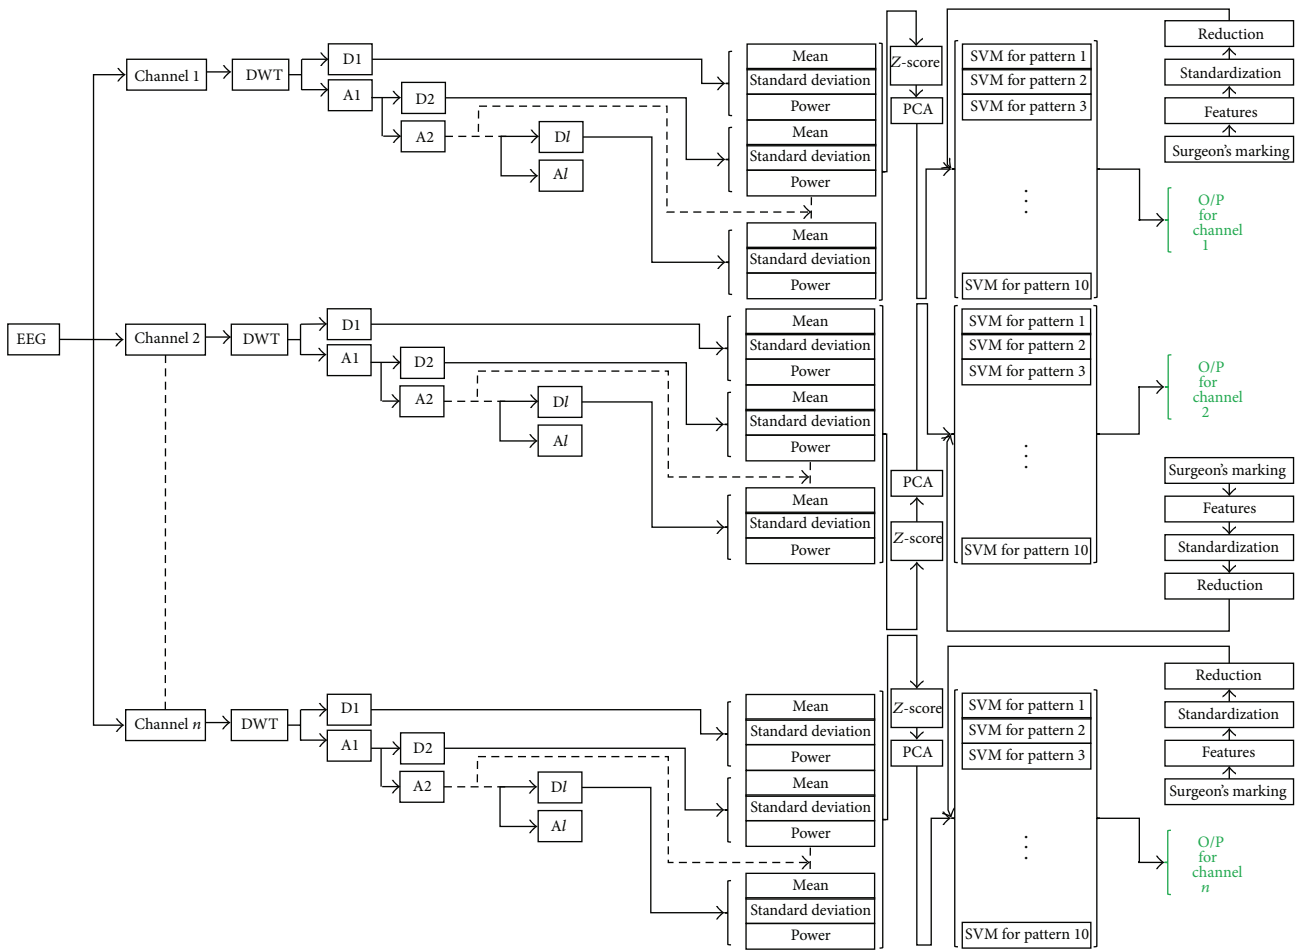 EEG
Channel 1
DWT
D1
A1
D2
A2
Dl
Al
Mean
Standard deviation
Power
Mean
Standard deviation
Power
Mean
Standard deviation
Power
Z-score
PCA
SVM for pattern 1
SVM for pattern 2
SVM for pattern 3
⋮
SVM for pattern 10
Reduction
Standardization
Features
Surgeon's marking
O/P
for
channel
1
Channel 2
DWT
D1
A1
D2
A2
Dl
Al
Mean
Standard deviation
Power
Mean
Standard deviation
Power
Mean
Standard deviation
Power
PCA
Z-score
SVM for pattern 1
SVM for pattern 2
SVM for pattern 3
⋮
SVM for pattern 10
O/P
for
channel
2
Surgeon's marking
Features
Standardization
Reduction
Channel n
DWT
D1
A1
D2
A2
Dl
Al
Mean
Standard deviation
Power
Mean
Standard deviation
Power
Mean
Standard deviation
Power
Z-score
PCA
SVM for pattern 1
SVM for pattern 2
SVM for pattern 3
⋮
SVM for pattern 10
Reduction
Standardization
Features
Surgeon's marking
O/P
for
channel
n